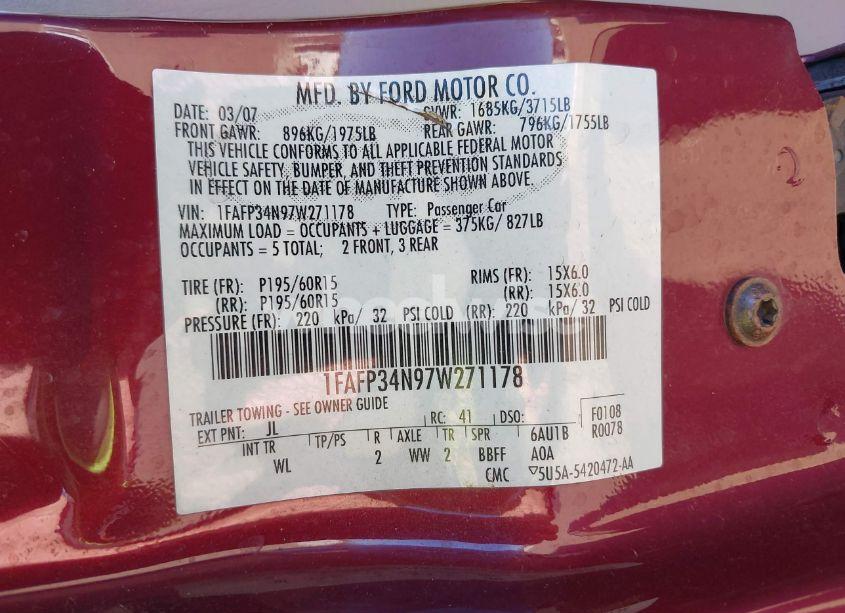 MFD. BY FORD MOTOR CO.
DATE: 03/07 GVWR: 1685KG/3715LB
FRONT GAWR: 896KG/1975LB REAR GAWR: 796KG/1755LB
THIS VEHICLE CONFORMS TO ALL APPLICABLE FEDERAL MOTOR
VEHICLE SAFETY, BUMPER, AND THEFT PREVENTION STANDARDS
IN EFFECT ON THE DATE OF MANUFACTURE SHOWN ABOVE.
VIN: 1FAFP34N97W271178 TYPE: Passenger Car
MAXIMUM LOAD = OCCUPANTS + LUGGAGE = 375KG/ 827LB
OCCUPANTS = 5 TOTAL; 2 FRONT, 3 REAR
TIRE (FR): P195/60R15 RIMS (FR): 15X6.0
(RR): P195/60R15 (RR): 15X6.0
PRESSURE (FR): 220 kPa/ 32 PSI COLD (RR): 220 kPa/ 32 PSI COLD
1FAFP34N97W271178
TRAILER TOWING - SEE OWNER GUIDE
EXT PNT: JL RC: 41 DSO: F0108
INT TR TP/PS R AXLE TR SPR 6AU1B R0078
WL 2 WW 2 BBFF AOA
CMC ▽5U5A-5420472-AA